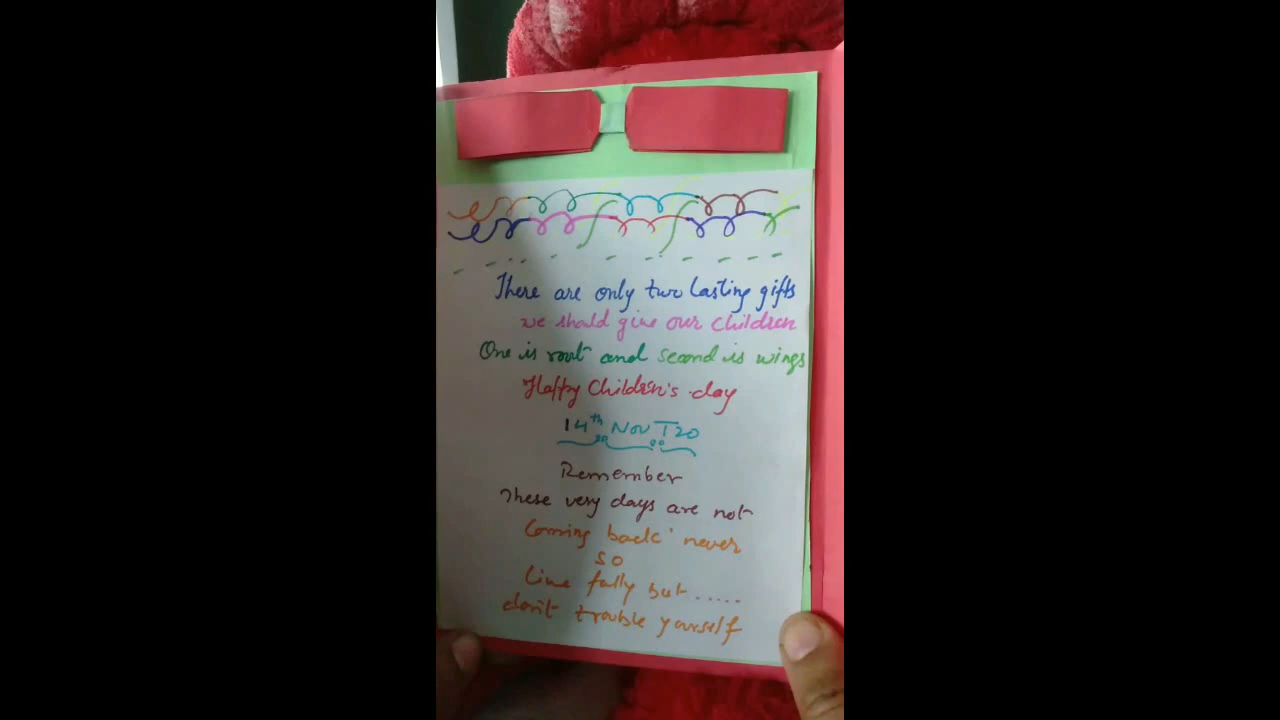 There are only two lasting gifts
we should give our children
One is root and second is wings
Happy Children's day
14th Nov T20
Remember
These very days are not
Coming back never
so
Live fully but .....
don't trouble yourself